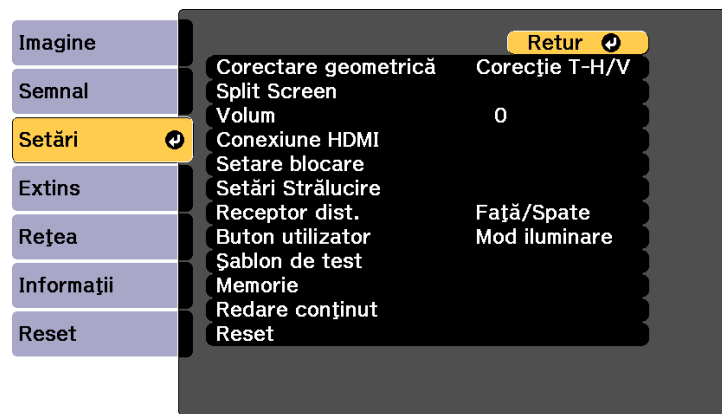 Imagine
Semnal
Setări
Extins
Reţea
Informaţii
Reset
Retur
Corectare geometrică Corecţie T-H/V
Split Screen
Volum 0
Conexiune HDMI
Setare blocare
Setări Strălucire
Receptor dist. Faţă/Spate
Buton utilizator Mod iluminare
Şablon de test
Memorie
Redare conţinut
Reset